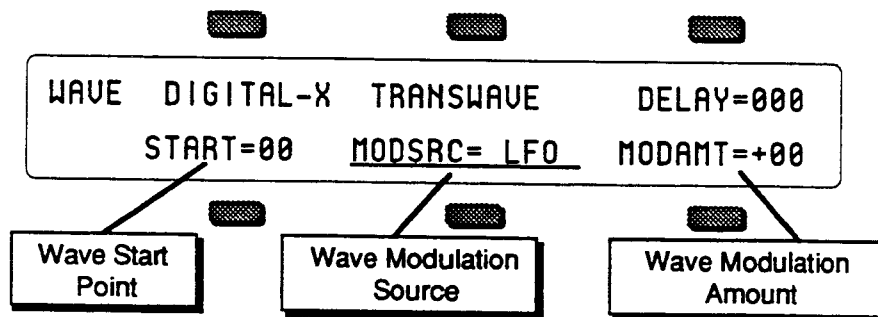 WAVE DIGITAL-X TRANSWAVE DELAY=000
START=00 MODSRC= LFO MODAMT=+00
Wave Start
Point
Wave Modulation
Source
Wave Modulation
Amount